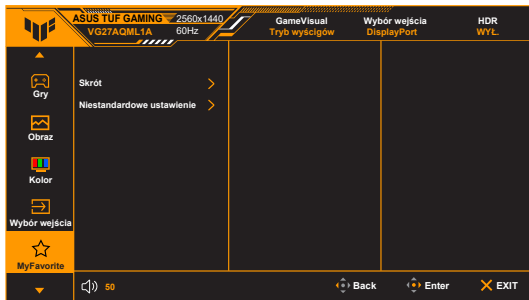 ASUS TUF GAMING 2560x1440
VG27AQML1A 60Hz
GameVisual
Tryb wyścigów
Wybór wejścia
DisplayPort
HDR
WYŁ.
Gry
Obraz
Kolor
Wybór wejścia
MyFavorite
Skrót
Niestandardowe ustawienie
50
Back
Enter
EXIT